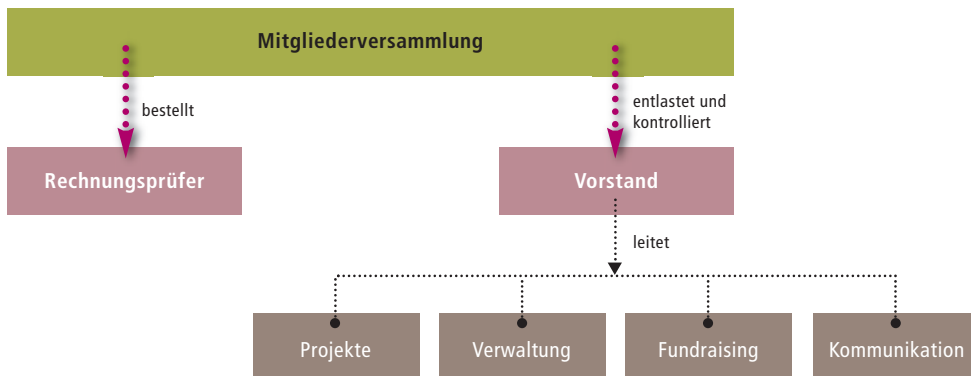 Mitgliederversammlung
bestellt
entlastet und
kontrolliert
Rechnungsprüfer
Vorstand
leitet
Projekte
Verwaltung
Fundraising
Kommunikation